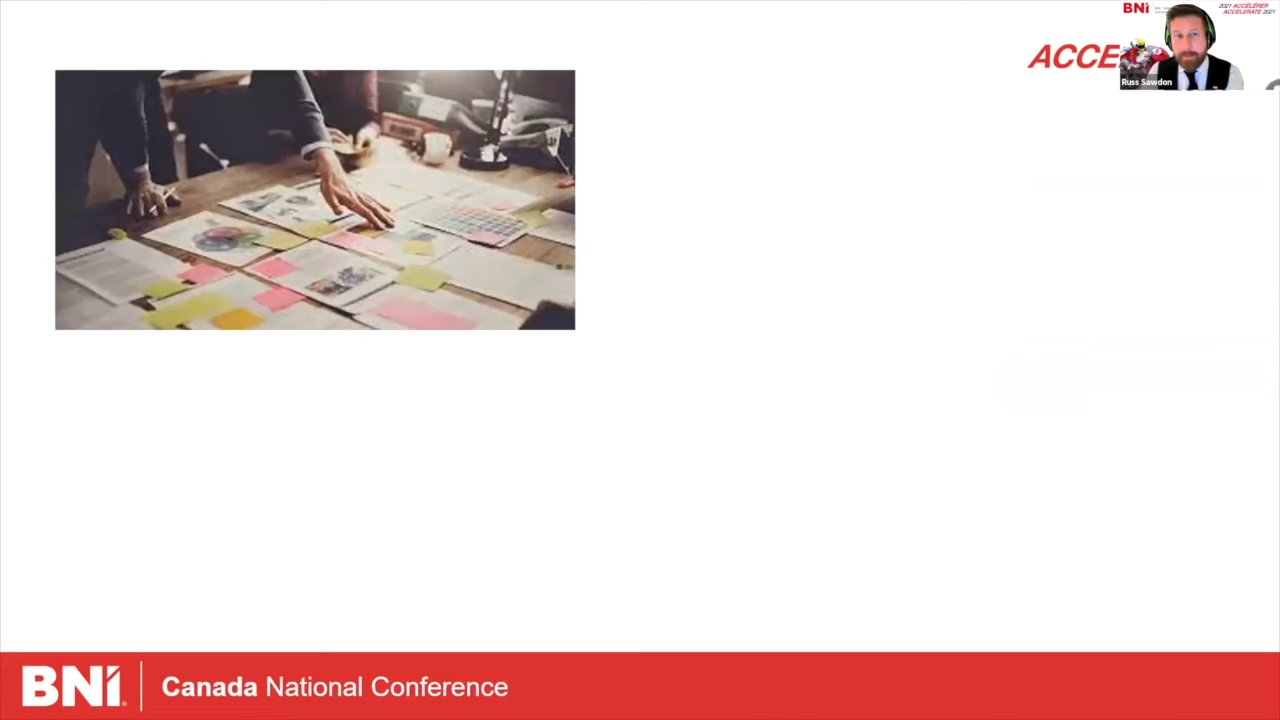 BNI
2021 ACCÉLÉRER
ACCELERATE 2021
ACCE
Russ Sawdon
BNI
Canada National Conference